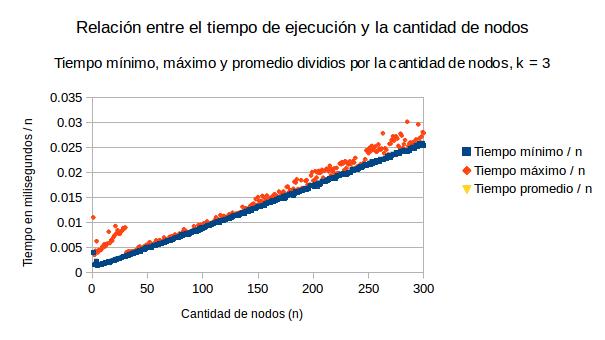 Relación entre el tiempo de ejecución y la cantidad de nodos
Tiempo mínimo, máximo y promedio dividios por la cantidad de nodos, k = 3
0.035
0.03
0.025
0.02
0.015
0.01
0.005
0
Tiempo en milisegundos / n
0 50 100 150 200 250 300
Cantidad de nodos (n)
Tiempo mínimo / n
Tiempo máximo / n
Tiempo promedio / n